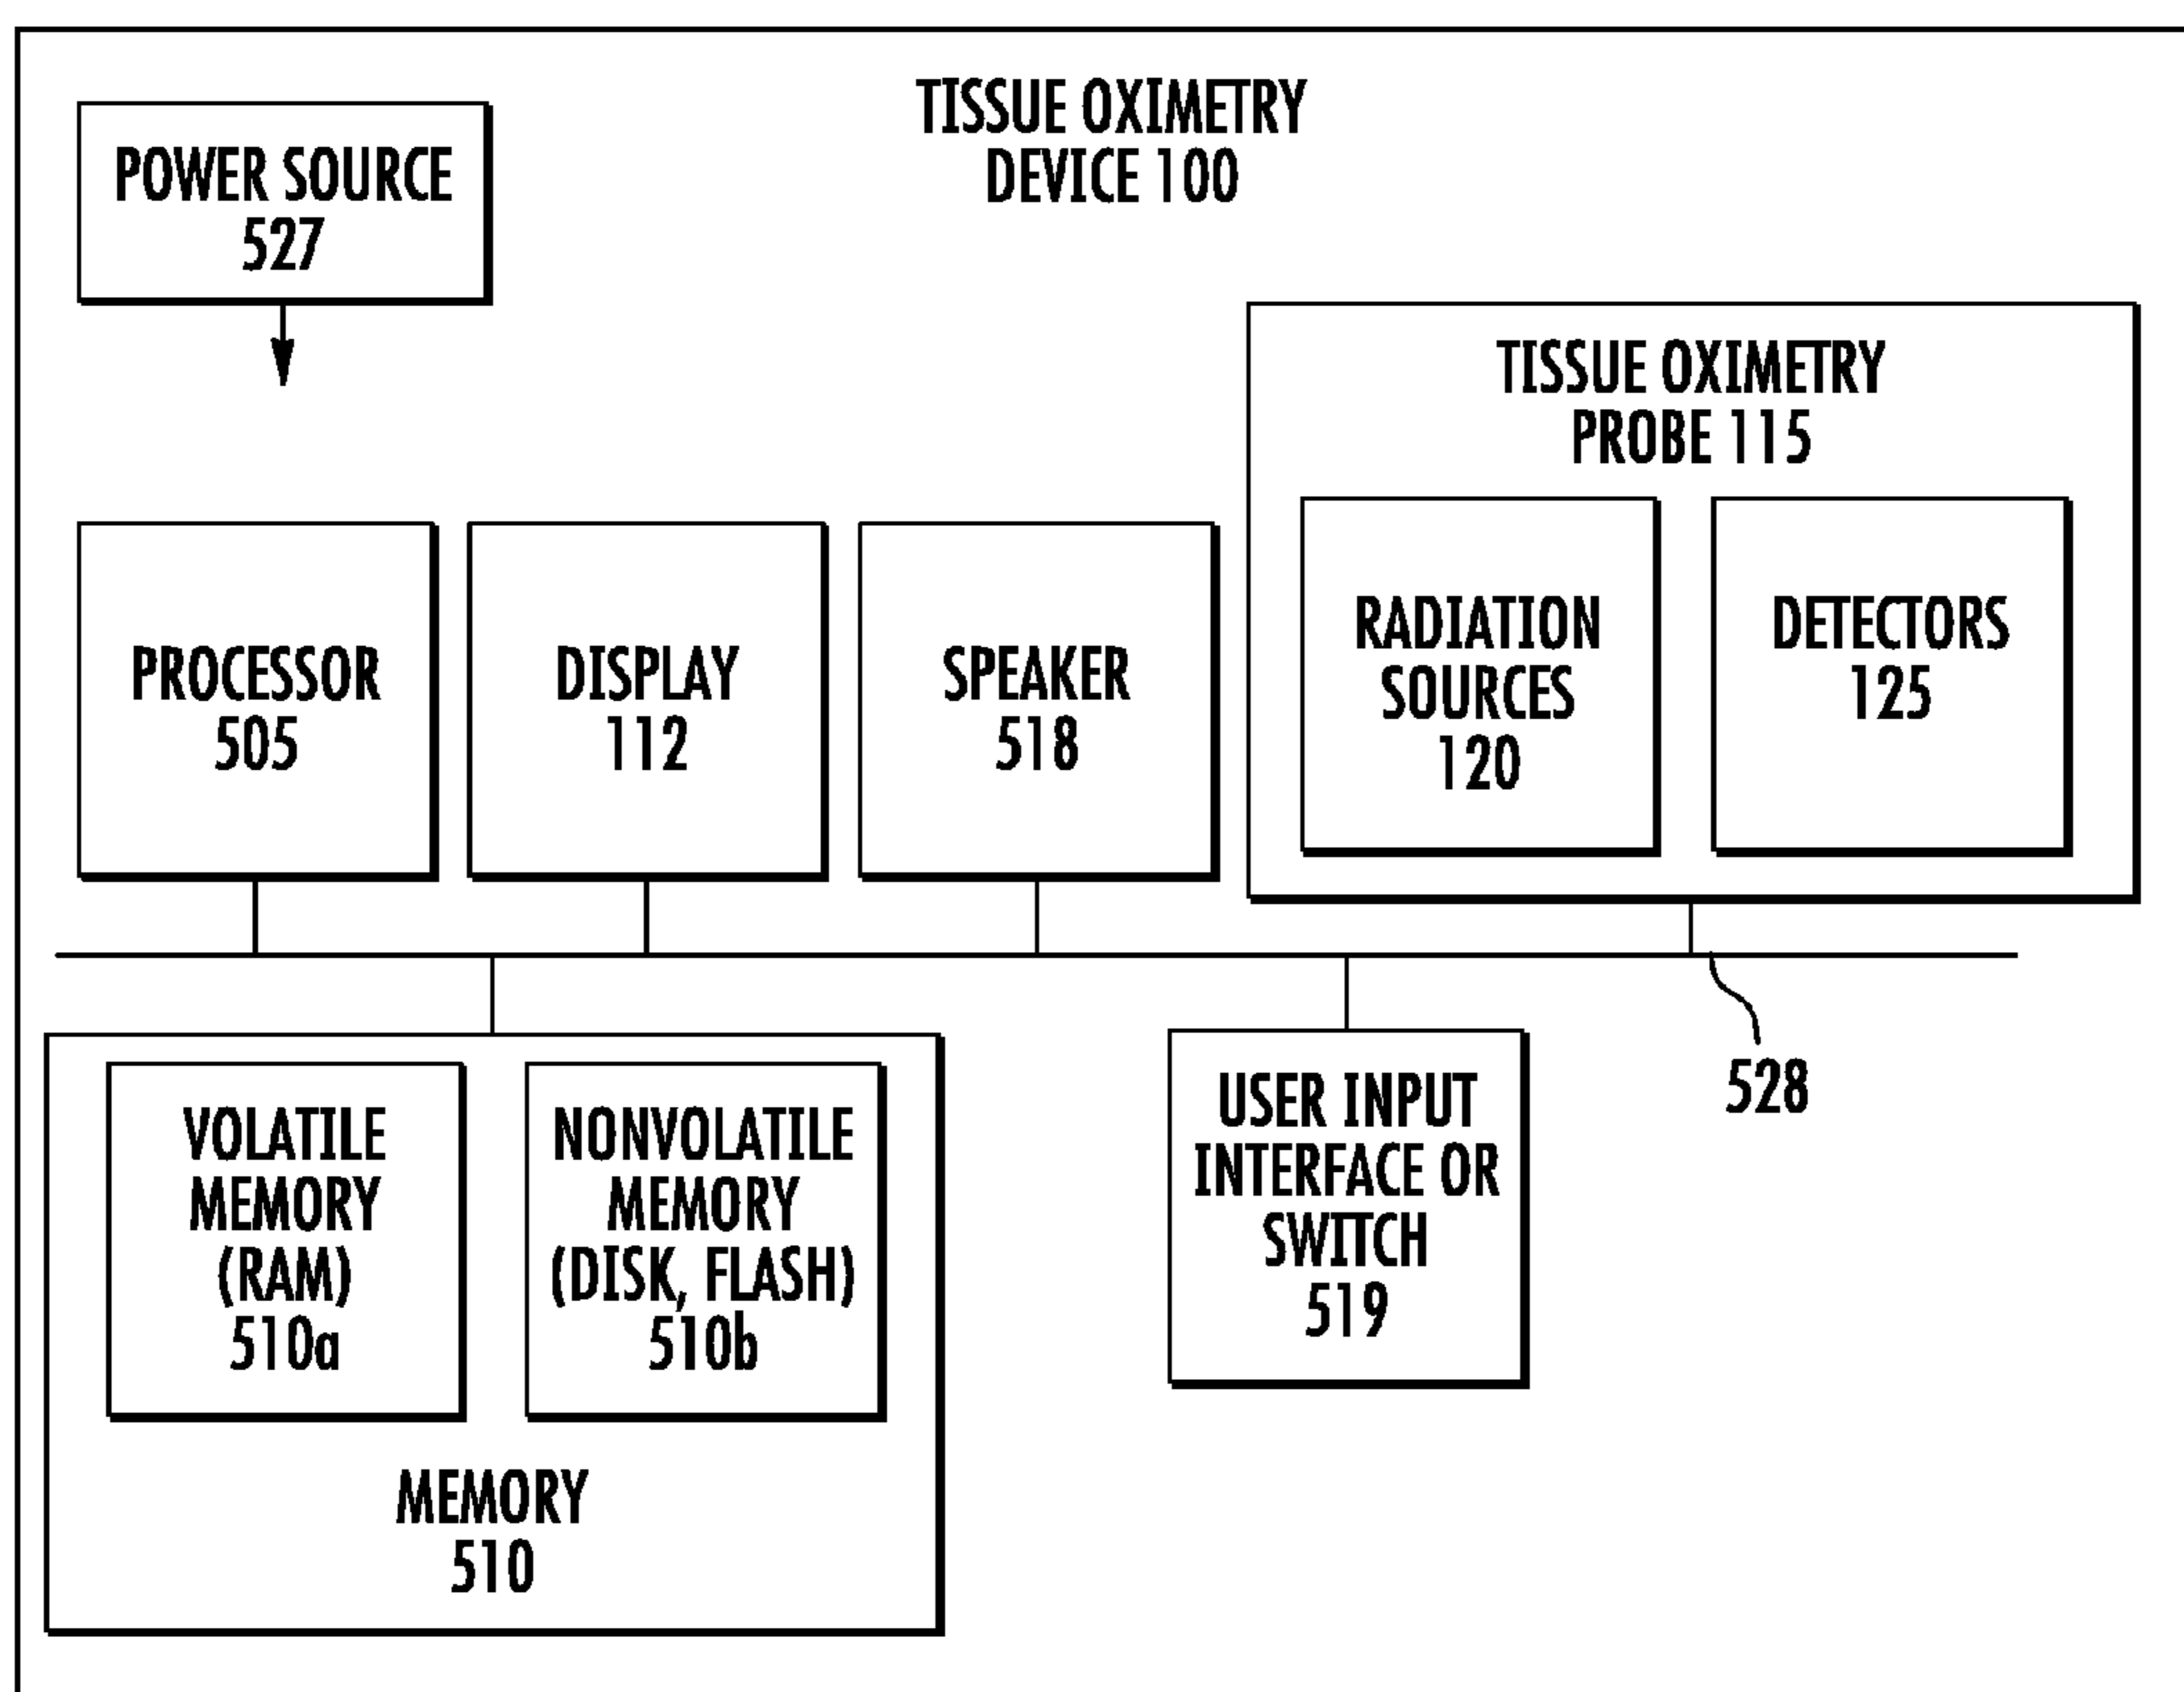 TISSUE OXIMETRY
DEVICE 100
POWER SOURCE
527
TISSUE OXIMETRY
PROBE 115
PROCESSOR
505
DISPLAY
112
SPEAKER
518
RADIATION
SOURCES
120
DETECTORS
125
VOLATILE
MEMORY
(RAM)
510a
NONVOLATILE
MEMORY
(DISK, FLASH)
510b
MEMORY
510
USER INPUT
INTERFACE OR
SWITCH
519
528